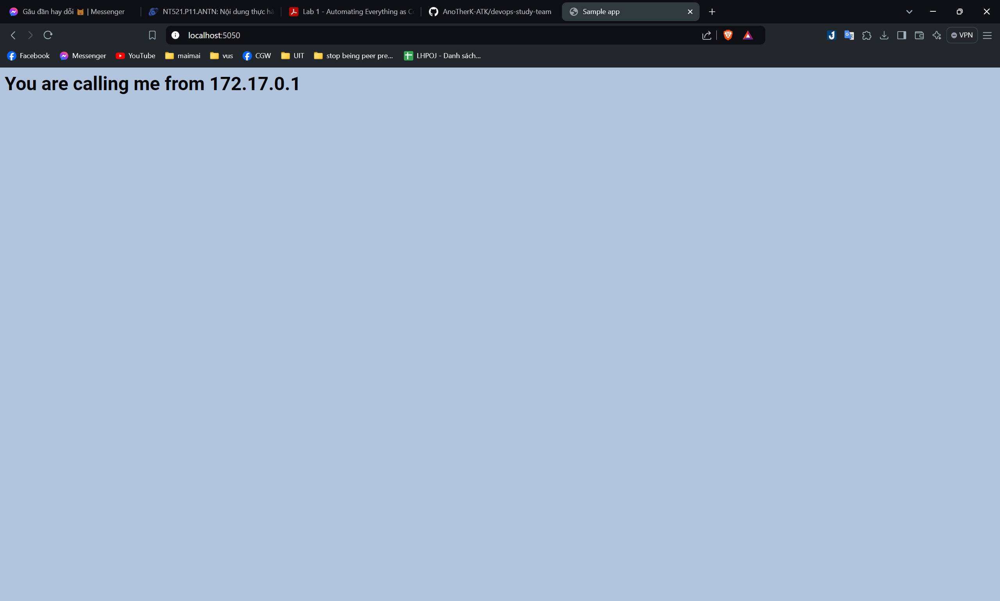 Gâu đần hay dỗi | Messenger
NT521.P11.ANTN: Nội dung thực hà
Lab 1 - Automating Everything as Co
AnoTherK-ATK/devops-study-team
Sample app
localhost:5050
VPN
Facebook
Messenger
YouTube
maimai
vus
CGW
UIT
stop being peer pre...
LHPOJ - Danh sách...
You are calling me from 172.17.0.1